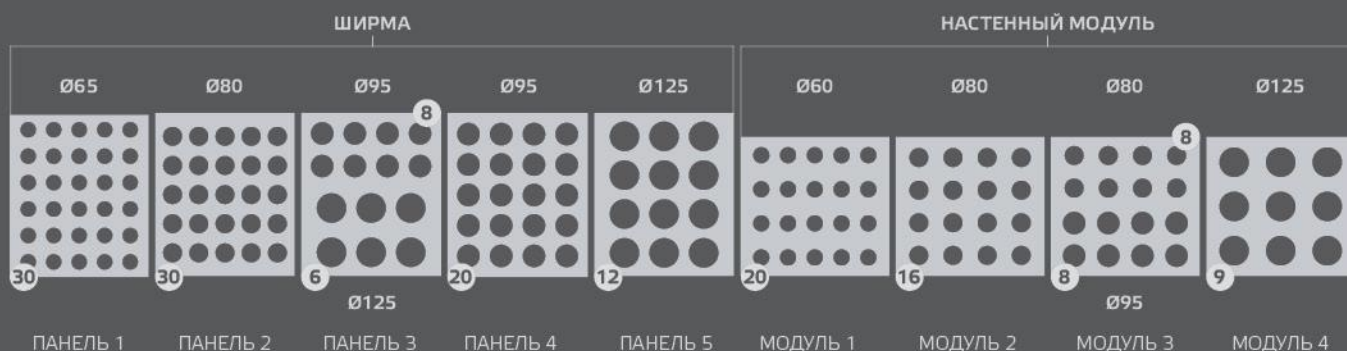 ШИРМА НАСТЕННЫЙ МОДУЛЬ
Ø65 Ø80 Ø95 Ø95 Ø125 Ø60 Ø80 Ø80 Ø125
8 8
30 30 6 20 12 20 16 8 9
Ø125 Ø95
ПАНЕЛЬ 1 ПАНЕЛЬ 2 ПАНЕЛЬ 3 ПАНЕЛЬ 4 ПАНЕЛЬ 5 МОДУЛЬ 1 МОДУЛЬ 2 МОДУЛЬ 3 МОДУЛЬ 4